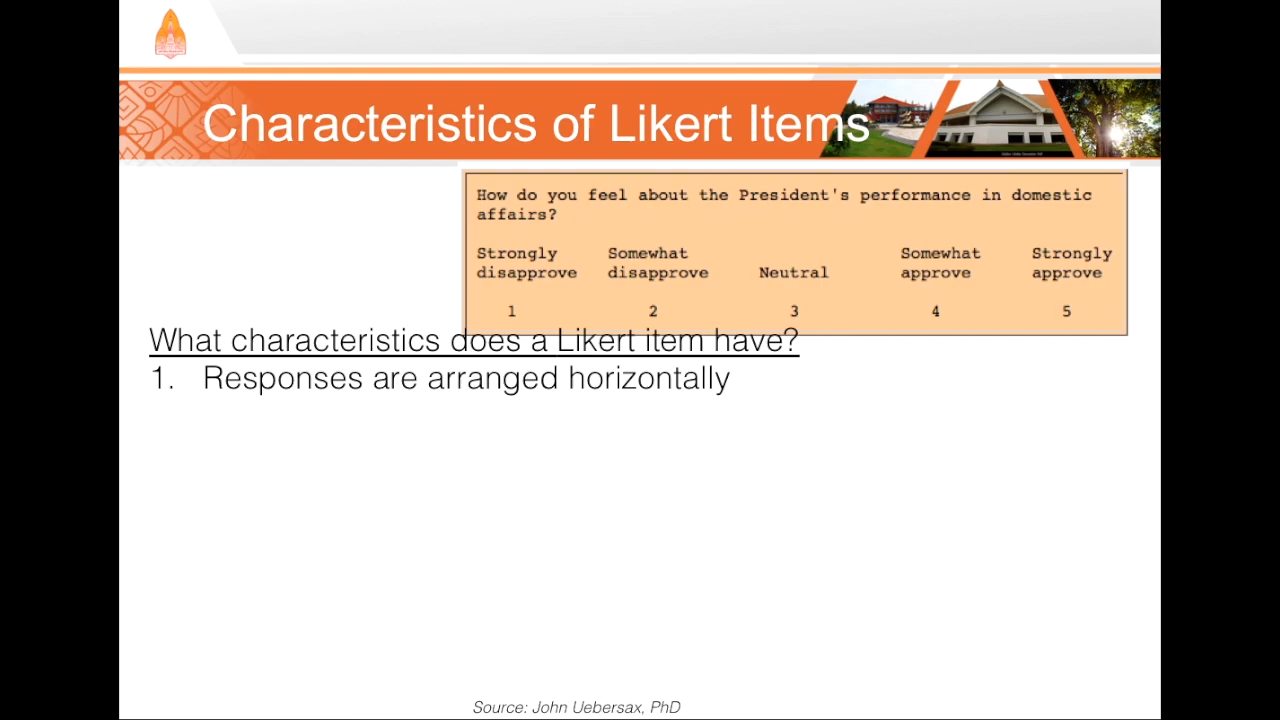 Characteristics of Likert Items
How do you feel about the President's performance in domestic
affairs?
Strongly Somewhat Somewhat Strongly
disapprove disapprove Neutral approve approve
1 2 3 4 5
What characteristics does a Likert item have?
1. Responses are arranged horizontally
Source: John Uebersax, PhD